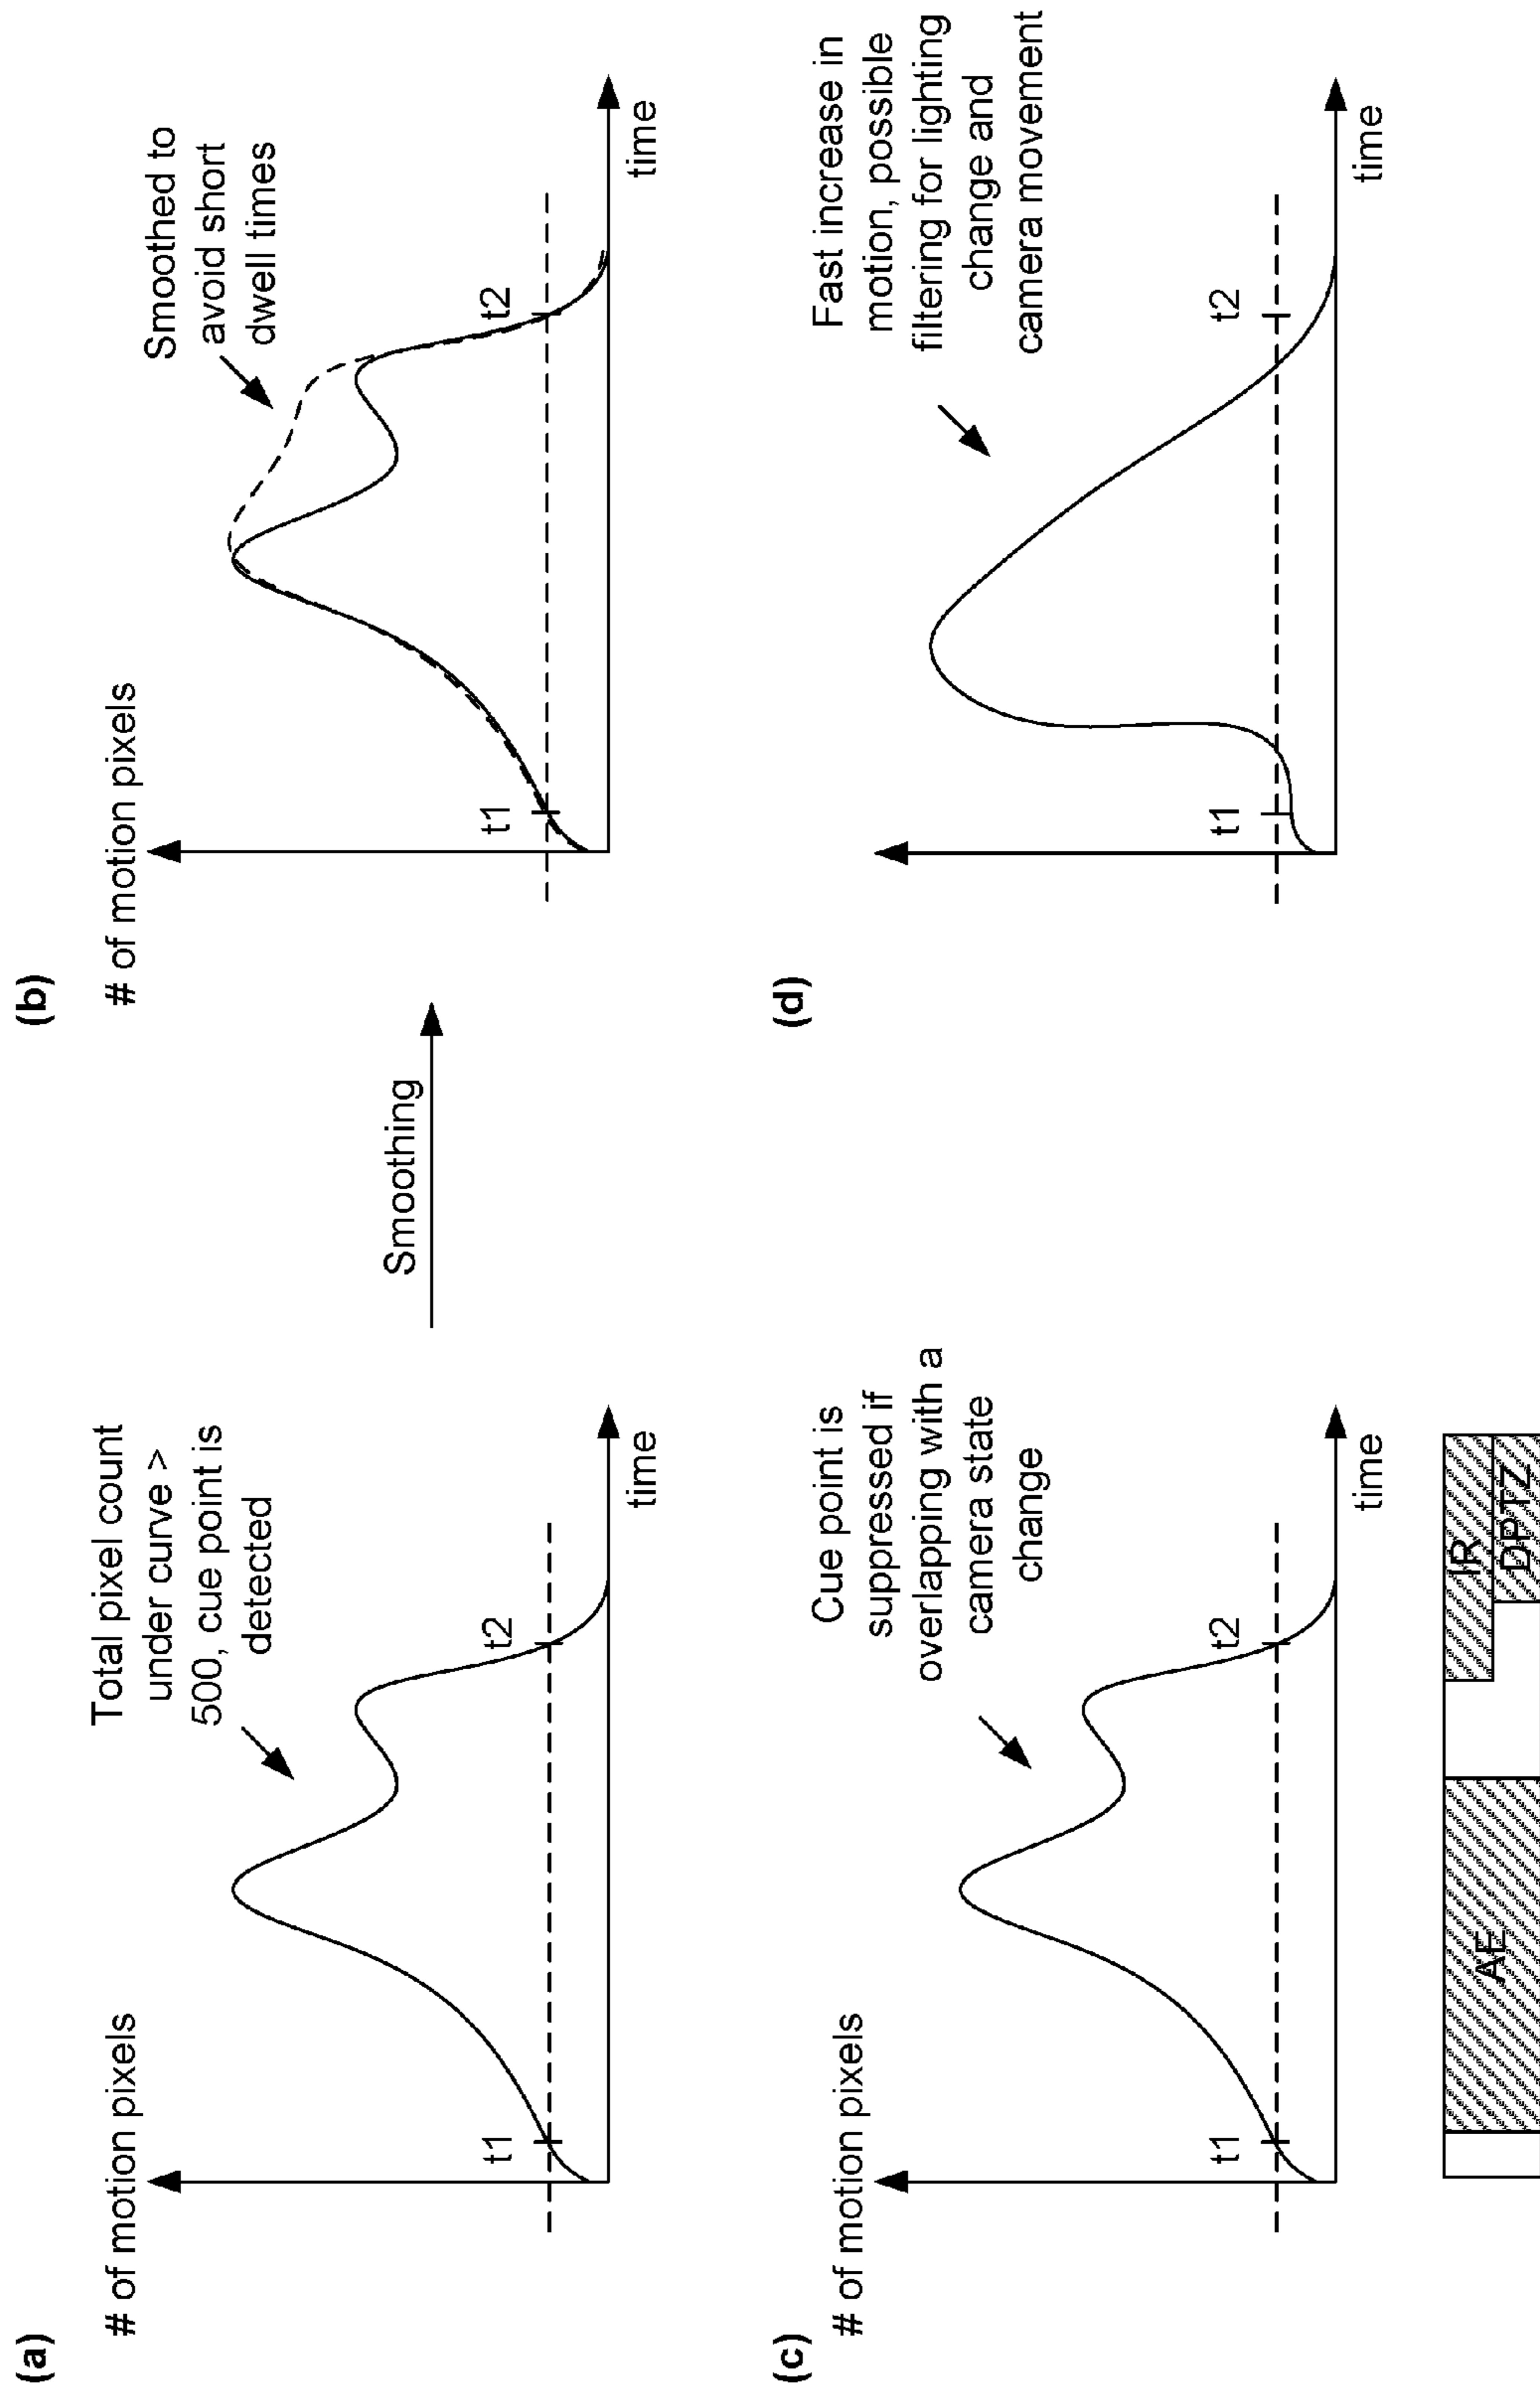 (a)
# of motion pixels
Total pixel count
under curve >
500, cue point is
detected
t1
t2
time
Smoothing
(b)
# of motion pixels
Smoothed to
avoid short
dwell times
t1
t2
time
(c)
# of motion pixels
Cue point is
suppressed if
overlapping with a
camera state
change
t1
t2
time
AE
IR
DPTZ
(d)
Fast increase in
motion, possible
filtering for lighting
change and
camera movement
t1
t2
time